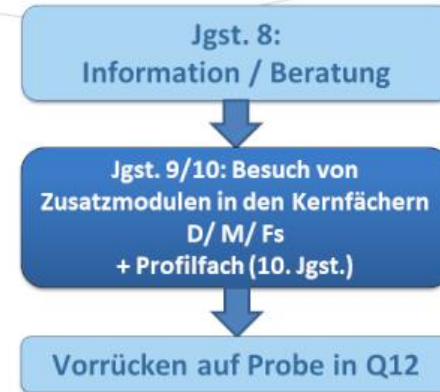 Jgst. 8:
Information / Beratung
Jgst. 9/10: Besuch von
Zusatzmodulen in den Kernfächern
D/ M/ Fs
+ Profilfach (10. Jgst.)
Vorrücken auf Probe in Q12